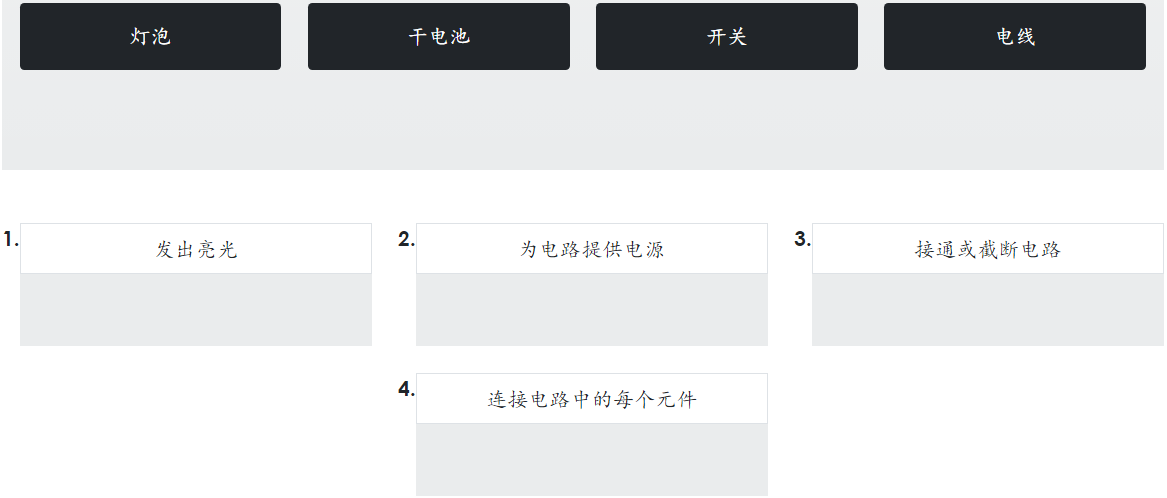 灯泡
干电池
开关
电线
1. 发出亮光
2. 为电路提供电源
3. 接通或截断电路
4. 连接电路中的每个元件